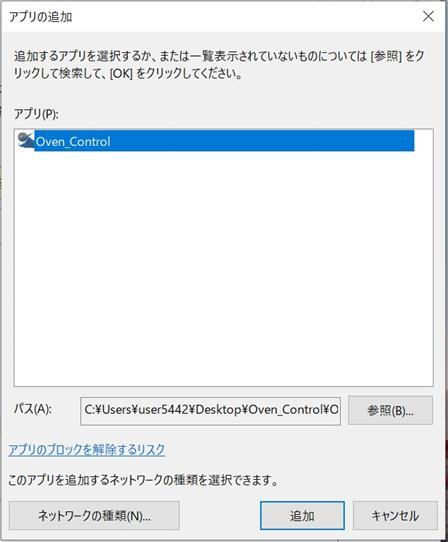 アプリの追加
追加するアプリを選択するか、または一覧表示されていないものについては [参照] をク
リックして検索して、[OK] をクリックしてください。
アプリ(P):
Oven_Control
パス(A):
C:¥Users¥user5442¥Desktop¥Oven_Control¥O
参照(B)...
アプリのブロックを解除するリスク
このアプリを追加するネットワークの種類を選択できます。
ネットワークの種類(N)...
追加
キャンセル